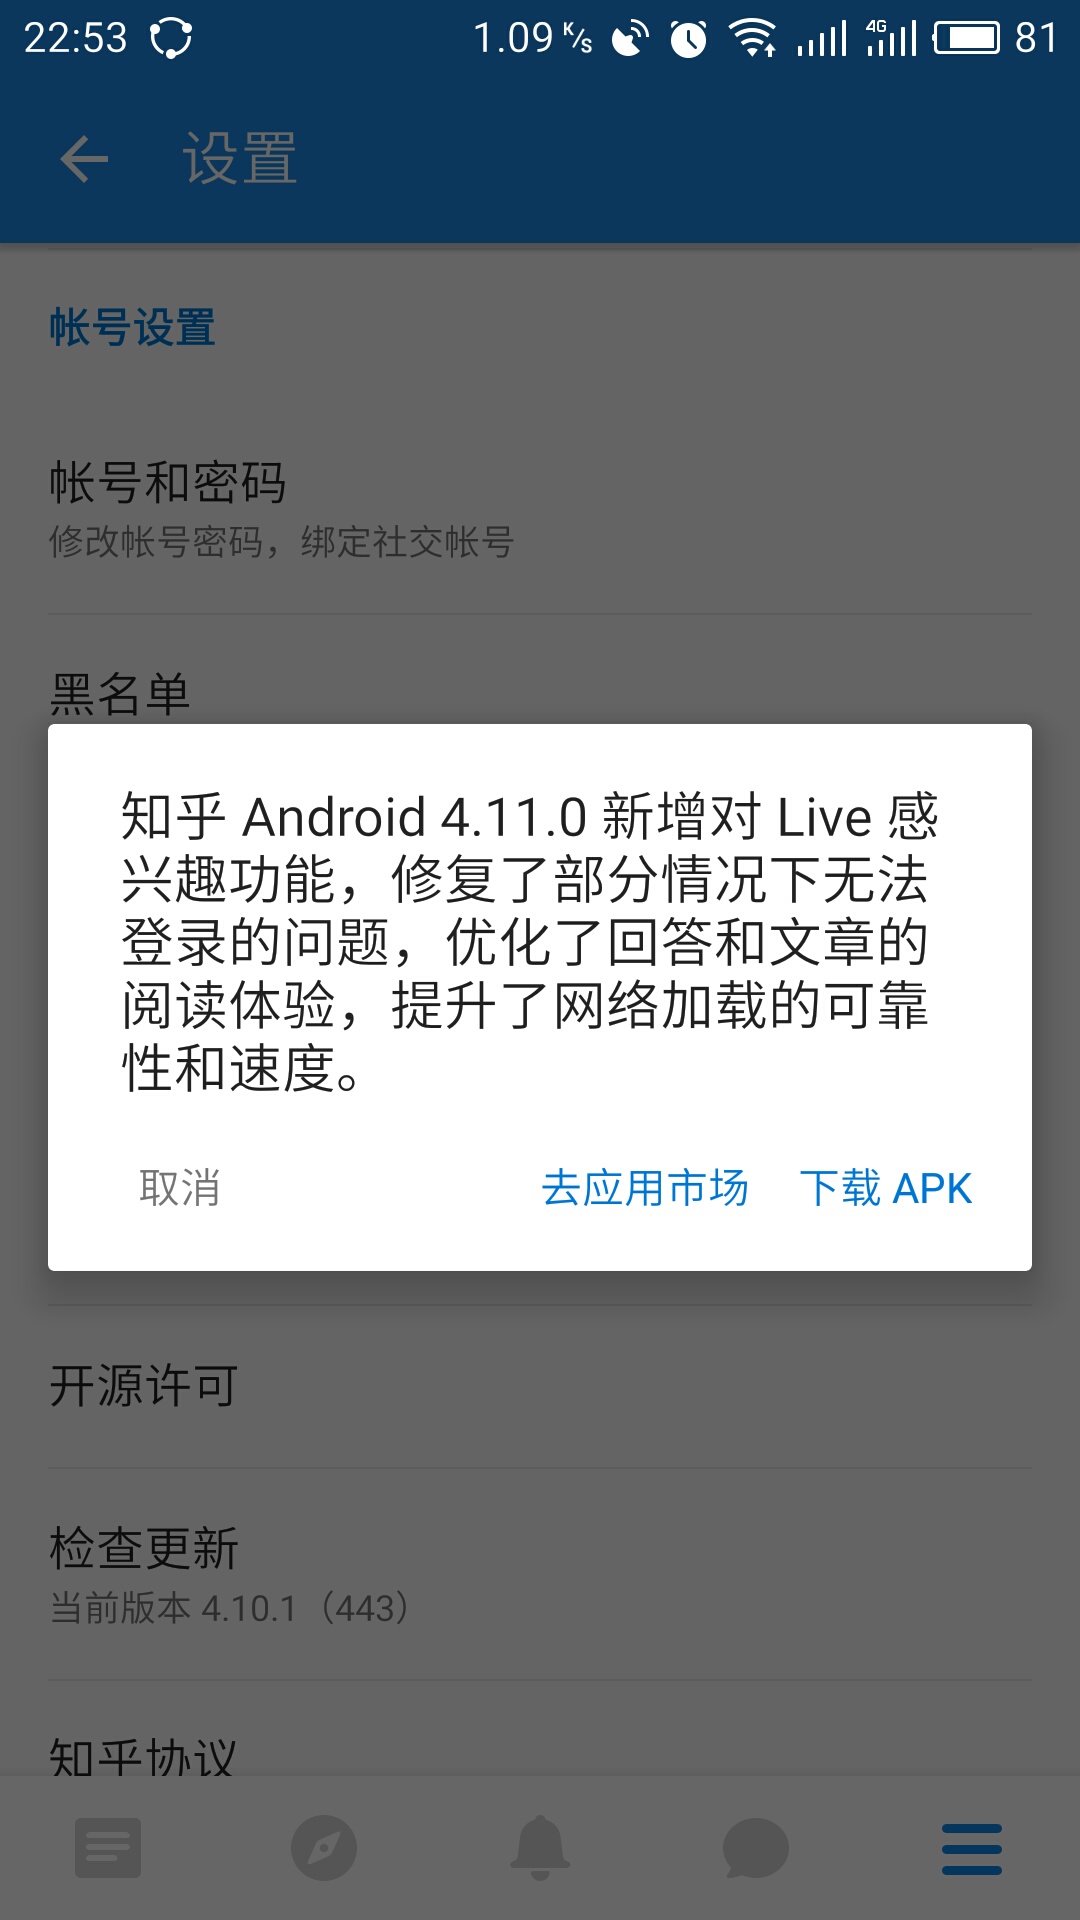 22:53
1.09 K/s
4G
81
设置
帐号设置
帐号和密码
修改帐号密码，绑定社交帐号
黑名单
知乎 Android 4.11.0 新增对 Live 感
兴趣功能，修复了部分情况下无法
登录的问题，优化了回答和文章的
阅读体验，提升了网络加载的可靠
性和速度。
取消
去应用市场
下载 APK
开源许可
检查更新
当前版本 4.10.1（443）
知乎协议